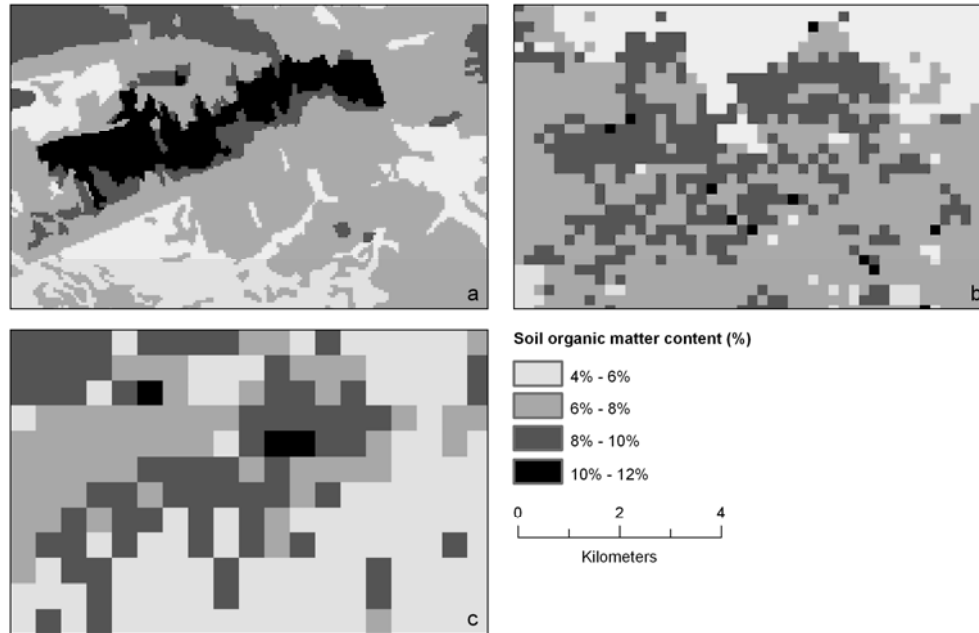 a
b
c
Soil organic matter content (%)
4% - 6%
6% - 8%
8% - 10%
10% - 12%
0 2 4
Kilometers